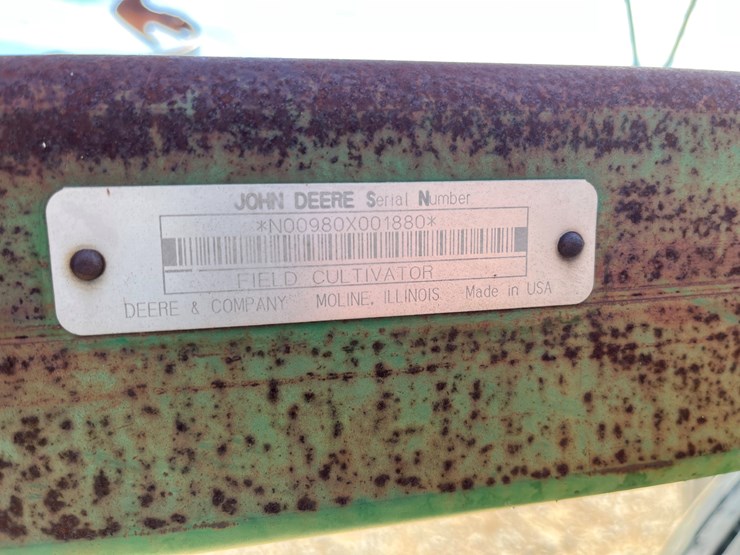 JOHN DEERE Serial Number
*N00980X001880*
FIELD CULTIVATOR
DEERE & COMPANY MOLINE, ILLINOIS Made in USA